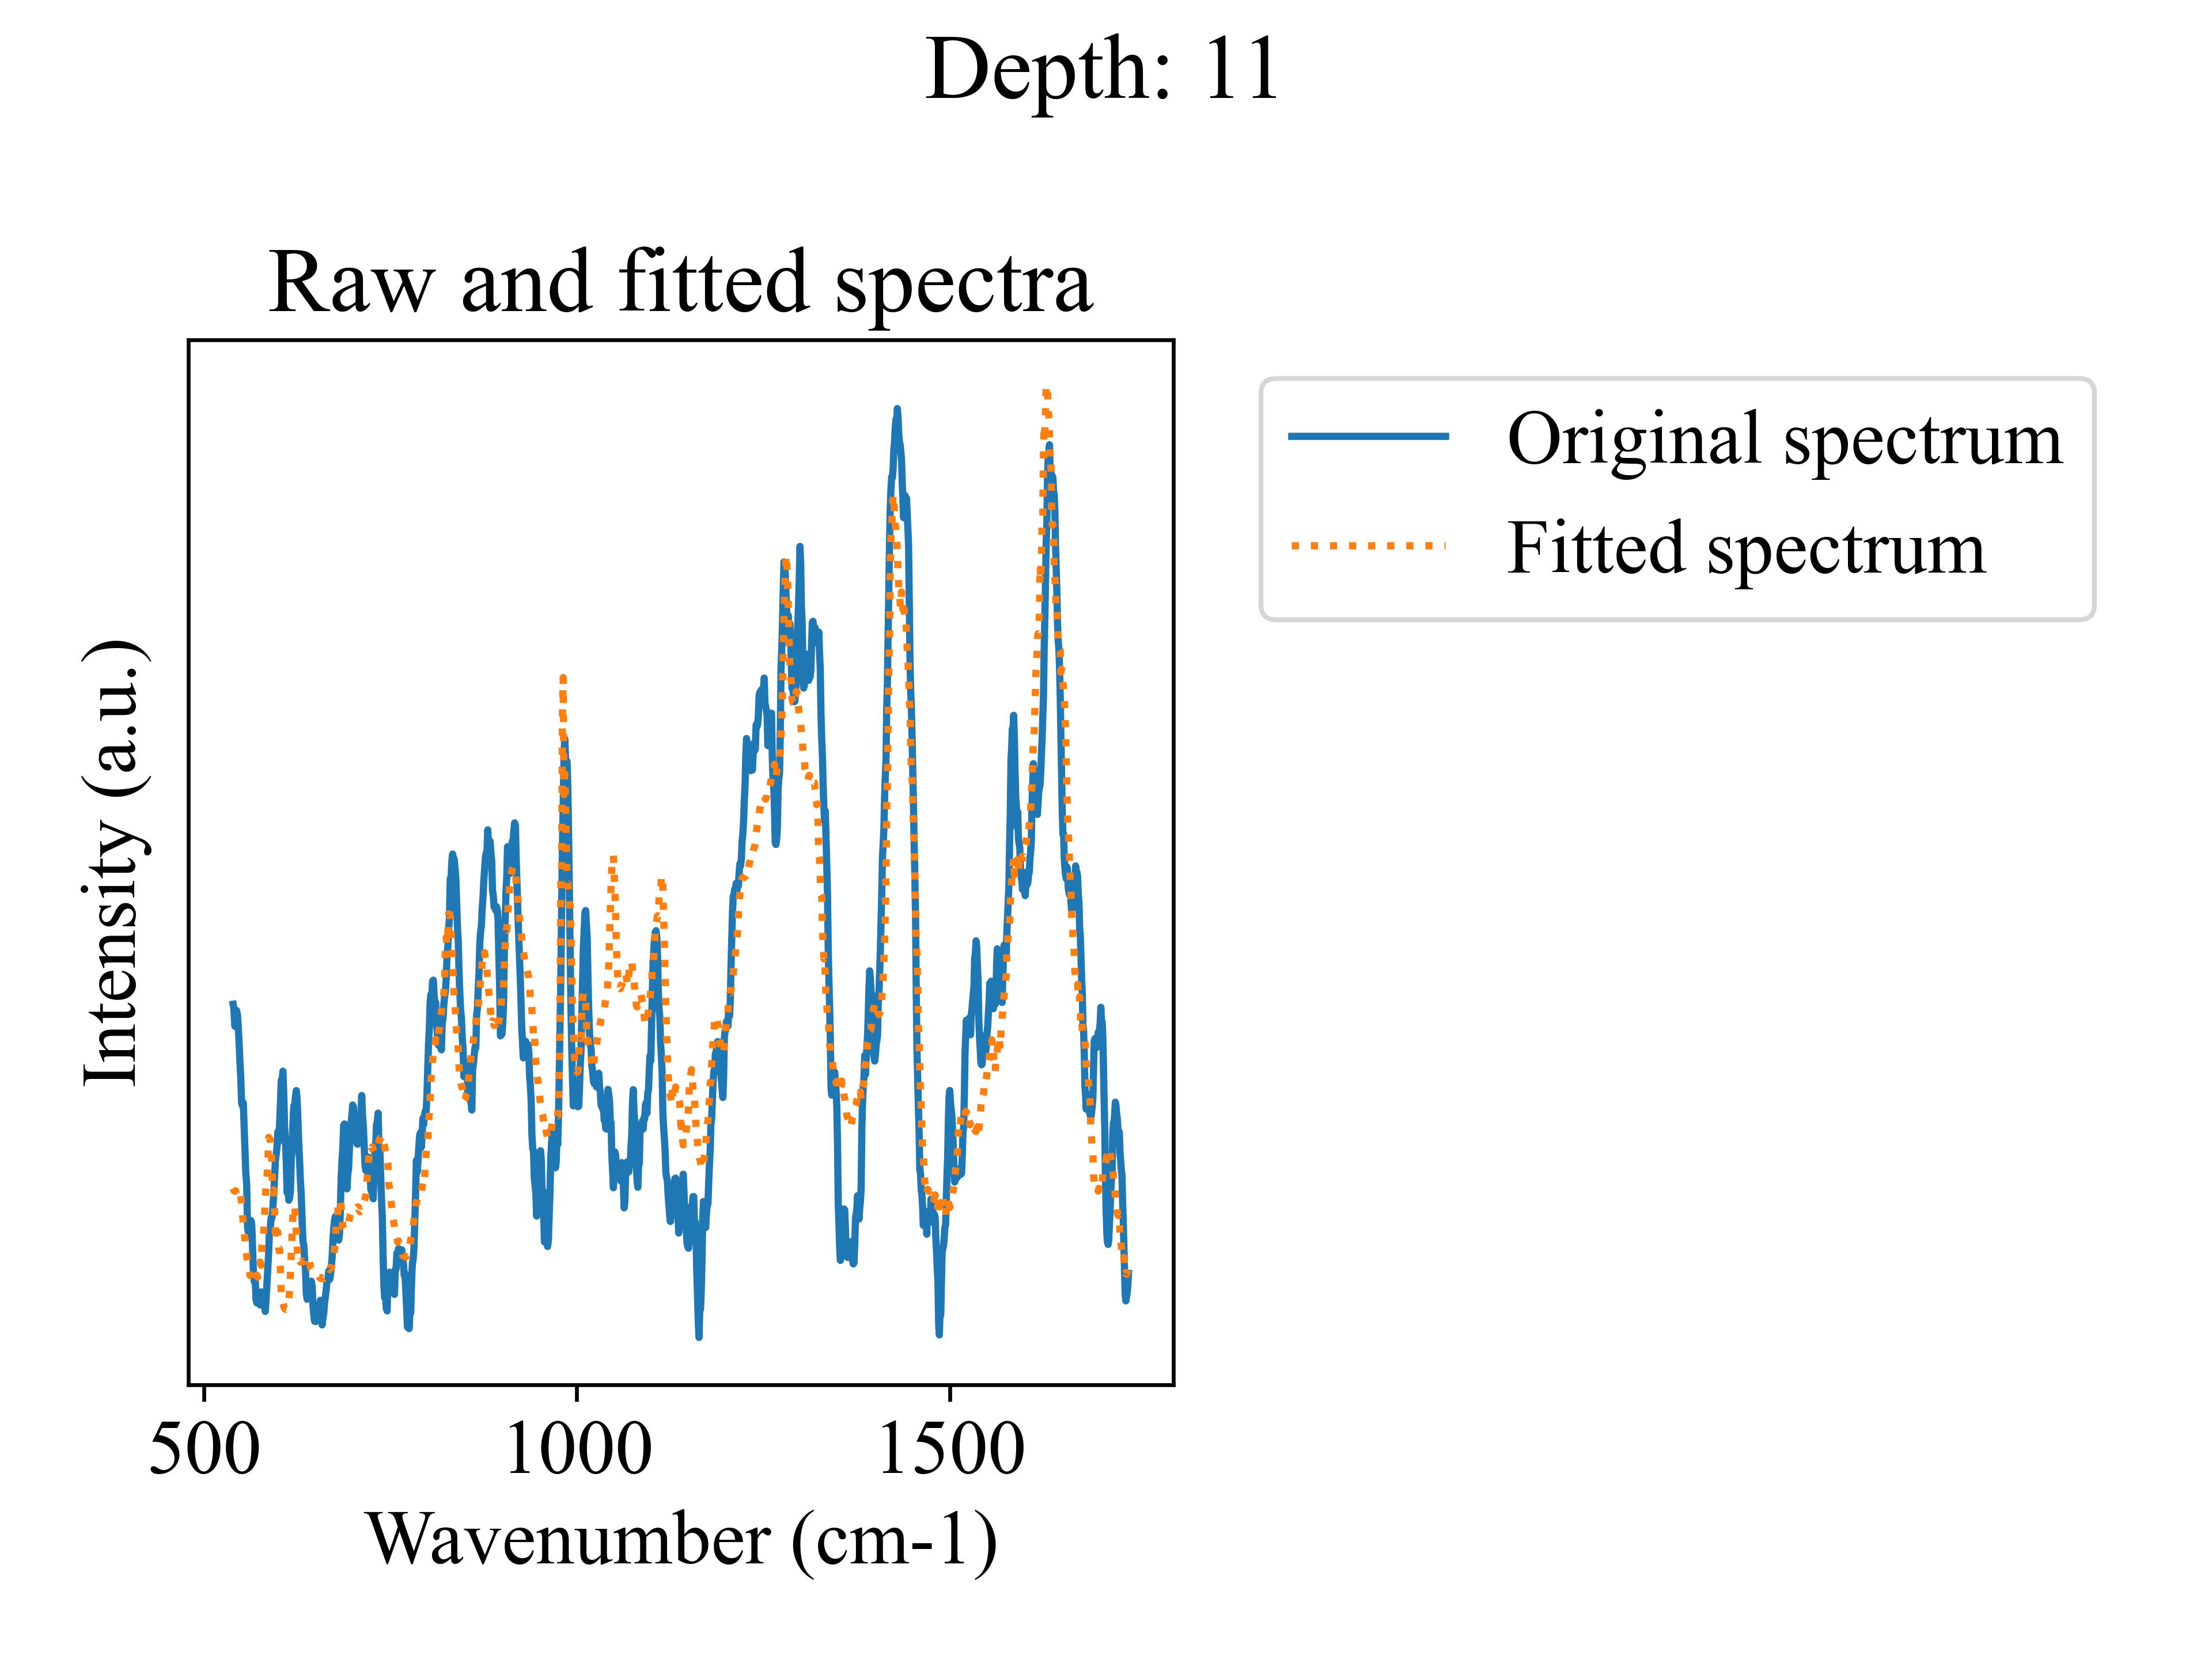 Depth: 11
Raw and fitted spectra
Original spectrum
Fitted spectrum
Intensity (a.u.)
500 1000 1500
Wavenumber (cm-1)